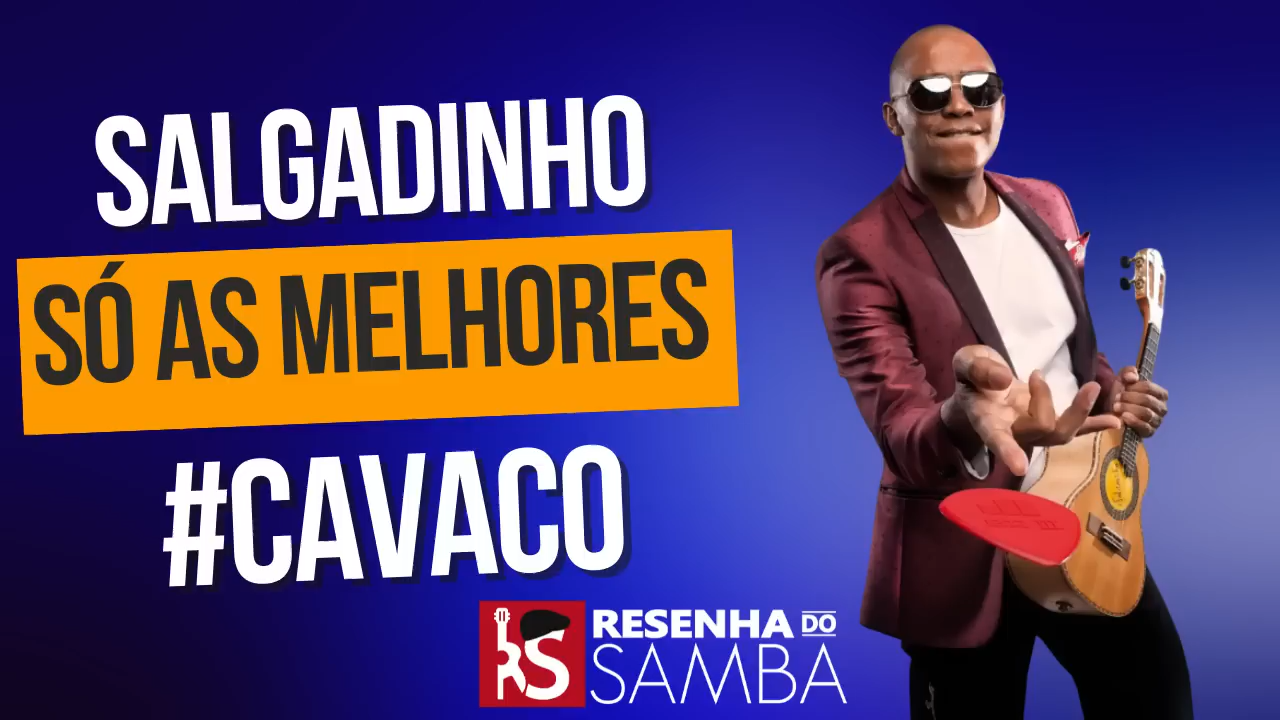 SALGADINHO
SÓ AS MELHORES
#CAVACO
RS
RESENHA DO
SAMBA